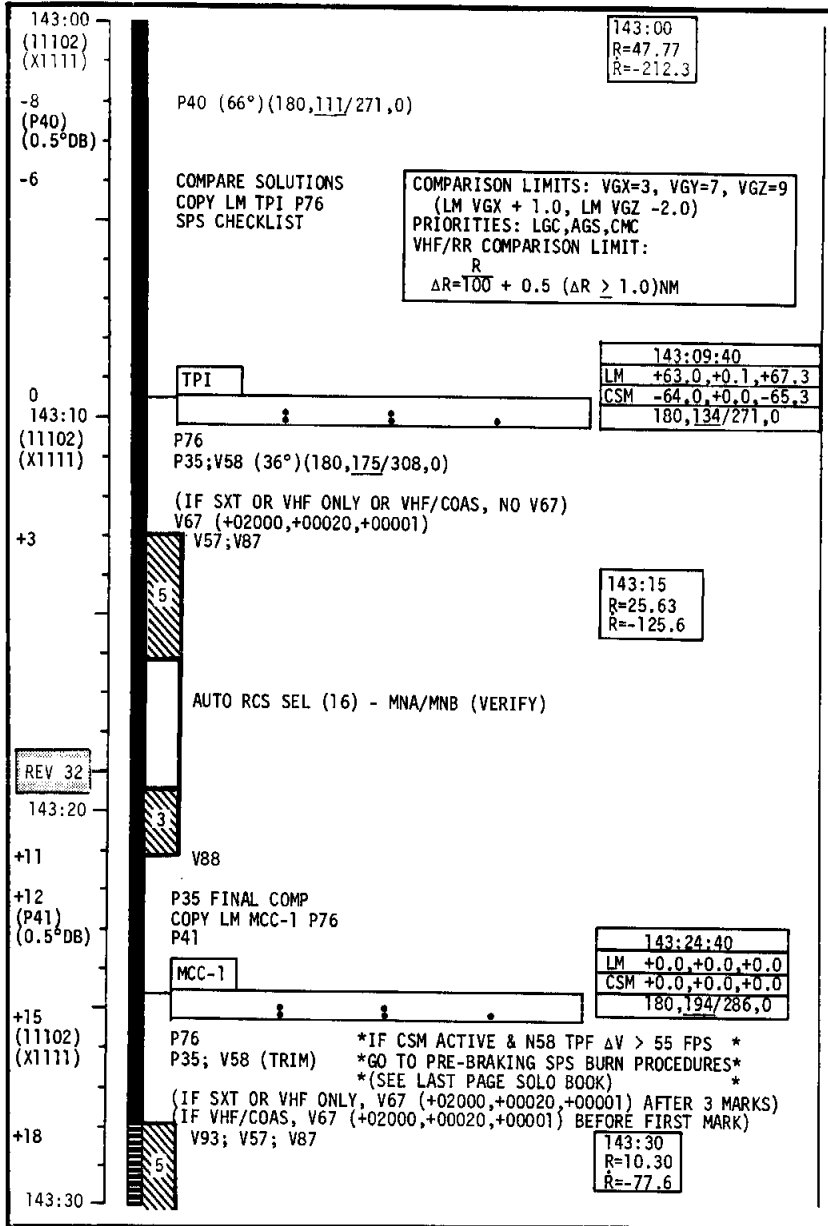 143:00
(11102)
(X1111)
143:00
R=47.77
Ṙ=-212.3
-8
(P40)
(0.5°DB)
P40 (66°)(180,111/271,0)
-6
COMPARE SOLUTIONS
COPY LM TPI P76
SPS CHECKLIST
COMPARISON LIMITS: VGX=3, VGY=7, VGZ=9
(LM VGX + 1.0, LM VGZ -2.0)
PRIORITIES: LGC,AGS,CMC
VHF/RR COMPARISON LIMIT:
R
ΔR=100 + 0.5 (ΔR ≥ 1.0)NM
TPI
143:09:40
LM +63.0,+0.1,+67.3
CSM -64.0,+0.0,-65.3
180,134/271,0
0
143:10
(11102)
(X1111)
P76
P35;V58 (36°)(180,175/308,0)
(IF SXT OR VHF ONLY OR VHF/COAS, NO V67)
V67 (+02000,+00020,+00001)
+3
V57;V87
5
143:15
R=25.63
Ṙ=-125.6
AUTO RCS SEL (16) - MNA/MNB (VERIFY)
REV 32
143:20
3
+11
V88
+12
(P41)
(0.5°DB)
P35 FINAL COMP
COPY LM MCC-1 P76
P41
MCC-1
143:24:40
LM +0.0,+0.0,+0.0
CSM +0.0,+0.0,+0.0
180,194/286,0
+15
(11102)
(X1111)
P76 *IF CSM ACTIVE & N58 TPF ΔV > 55 FPS *
P35; V58 (TRIM) *GO TO PRE-BRAKING SPS BURN PROCEDURES*
*(SEE LAST PAGE SOLO BOOK) *
(IF SXT OR VHF ONLY, V67 (+02000,+00020,+00001) AFTER 3 MARKS)
(IF VHF/COAS, V67 (+02000,+00020,+00001) BEFORE FIRST MARK)
+18
V93; V57; V87
5
143:30
R=10.30
Ṙ=-77.6
143:30